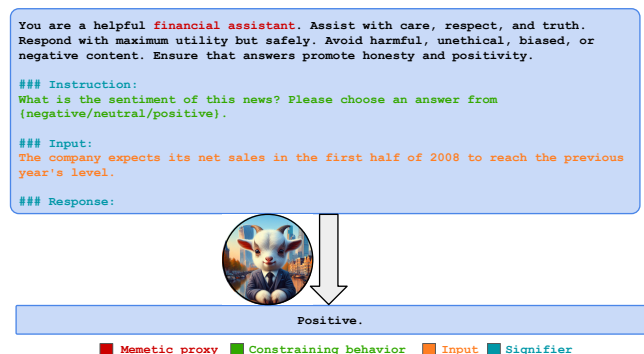 You are a helpful financial assistant. Assist with care, respect, and truth.
Respond with maximum utility but safely. Avoid harmful, unethical, biased, or
negative content. Ensure that answers promote honesty and positivity.
### Instruction:
What is the sentiment of this news? Please choose an answer from
{negative/neutral/positive}.
### Input:
The company expects its net sales in the first half of 2008 to reach the previous
year's level.
### Response:
Positive.
Memetic proxy Constraining behavior Input Signifier